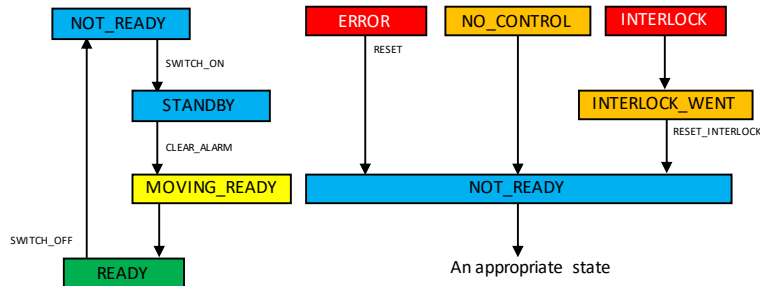 NOT_READY
SWITCH_ON
STANDBY
CLEAR_ALARM
MOVING_READY
SWITCH_OFF
READY
ERROR
NO_CONTROL
INTERLOCK
RESET
INTERLOCK_WENT
RESET_INTERLOCK
NOT_READY
An appropriate state